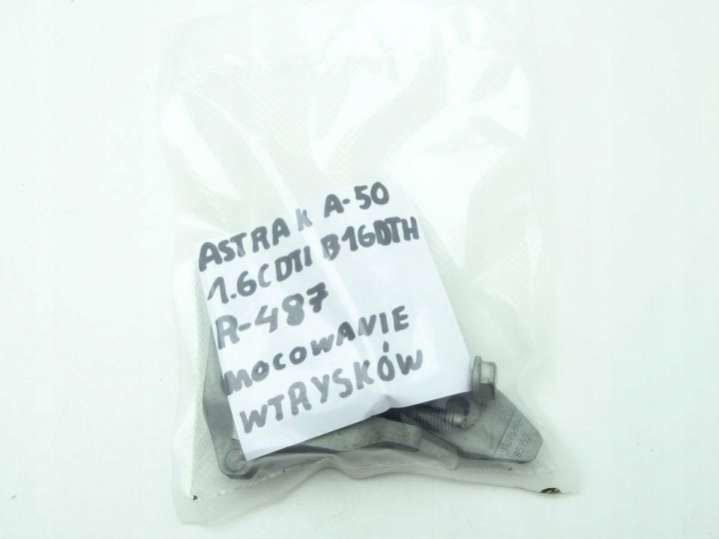 ASTRA K A-50
1.6CDTI B16DTH
R-487
MOCOWANIE
WTRYSKÓW